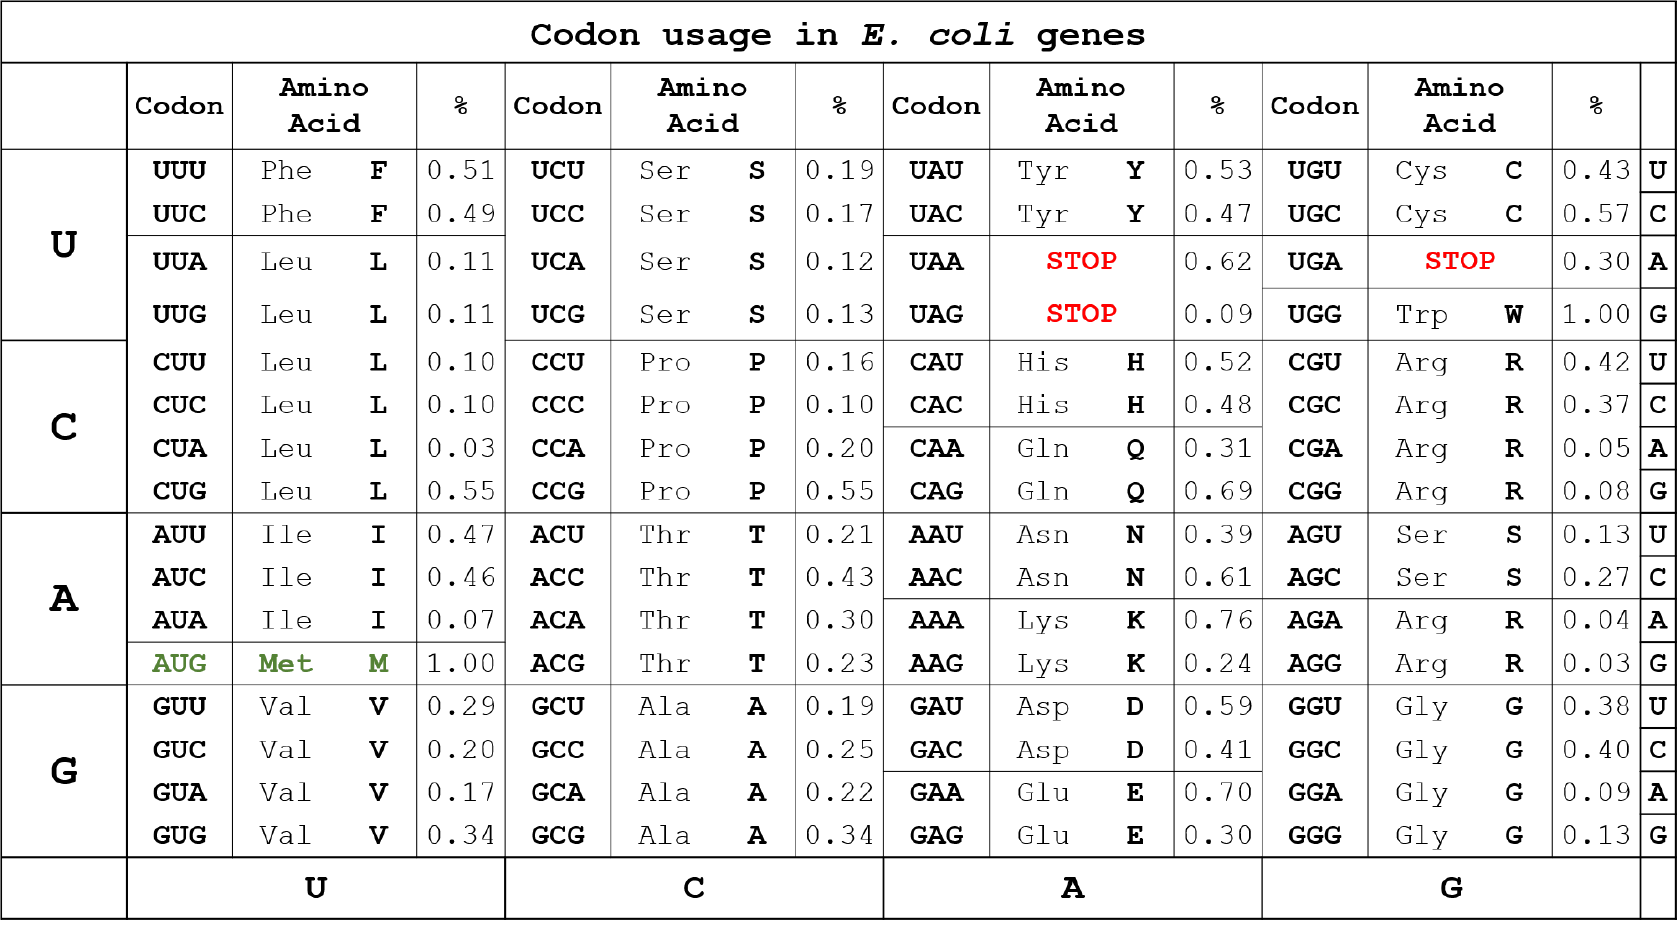 Codon usage in E. coli genes
Codon Amino Acid % Codon Amino Acid % Codon Amino Acid % Codon Amino Acid %
U
UUU Phe F 0.51 UCU Ser S 0.19 UAU Tyr Y 0.53 UGU Cys C 0.43 U
UUC Phe F 0.49 UCC Ser S 0.17 UAC Tyr Y 0.47 UGC Cys C 0.57 C
UUA Leu L 0.11 UCA Ser S 0.12 UAA STOP 0.62 UGA STOP 0.30 A
UUG Leu L 0.11 UCG Ser S 0.13 UAG STOP 0.09 UGG Trp W 1.00 G
C
CUU Leu L 0.10 CCU Pro P 0.16 CAU His H 0.52 CGU Arg R 0.42 U
CUC Leu L 0.10 CCC Pro P 0.10 CAC His H 0.48 CGC Arg R 0.37 C
CUA Leu L 0.03 CCA Pro P 0.20 CAA Gln Q 0.31 CGA Arg R 0.05 A
CUG Leu L 0.55 CCG Pro P 0.55 CAG Gln Q 0.69 CGG Arg R 0.08 G
A
AUU Ile I 0.47 ACU Thr T 0.21 AAU Asn N 0.39 AGU Ser S 0.13 U
AUC Ile I 0.46 ACC Thr T 0.43 AAC Asn N 0.61 AGC Ser S 0.27 C
AUA Ile I 0.07 ACA Thr T 0.30 AAA Lys K 0.76 AGA Arg R 0.04 A
AUG Met M 1.00 ACG Thr T 0.23 AAG Lys K 0.24 AGG Arg R 0.03 G
G
GUU Val V 0.29 GCU Ala A 0.19 GAU Asp D 0.59 GGU Gly G 0.38 U
GUC Val V 0.20 GCC Ala A 0.25 GAC Asp D 0.41 GGC Gly G 0.40 C
GUA Val V 0.17 GCA Ala A 0.22 GAA Glu E 0.70 GGA Gly G 0.09 A
GUG Val V 0.34 GCG Ala A 0.34 GAG Glu E 0.30 GGG Gly G 0.13 G
U C A G